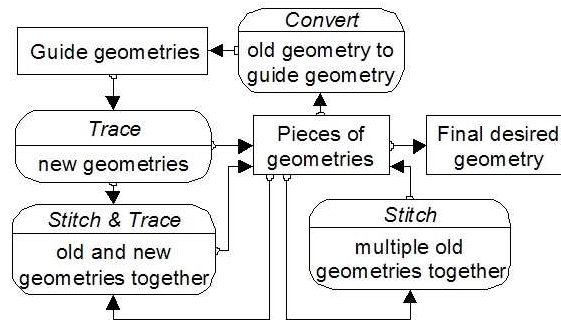 Convert
old geometry to
guide geometry
Guide geometries
Trace
new geometries
Pieces of
geometries
Final desired
geometry
Stitch & Trace
old and new
geometries together
Stitch
multiple old
geometries together